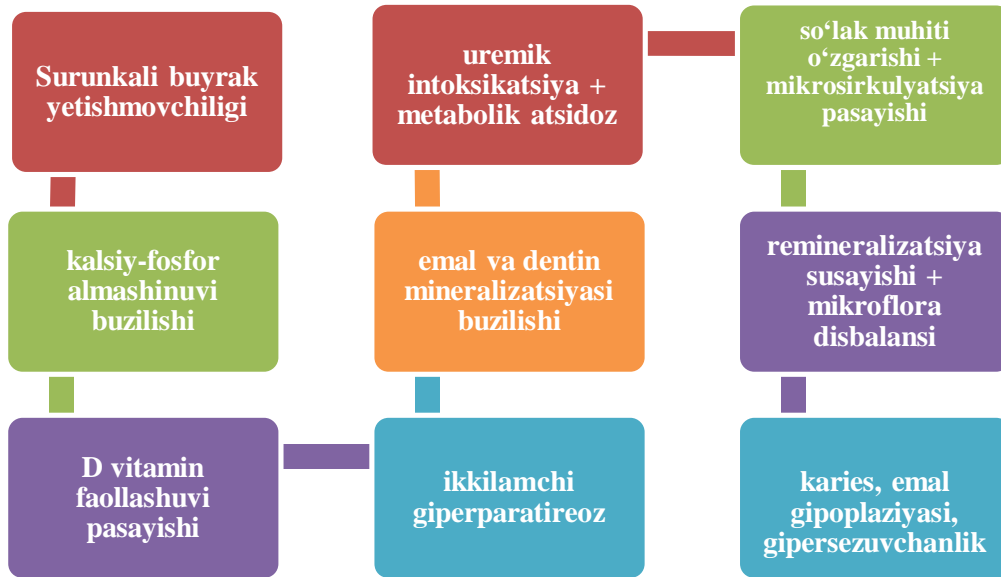 Surunkali buyrak
yetishmovchiligi
kalsiy-fosfor
almashinuvi
buzilishi
D vitamin
faollashuvi
pasayishi
ikkilamchi
giperparatireoz
emal va dentin
mineralizatsiyasi
buzilishi
uremik
intoksikatsiya +
metabolik atsidoz
so‘lak muhiti
o‘zgarishi +
mikrosirkulyatsiya
pasayishi
remineralizatsiya
susayishi +
mikroflora
disbalansi
karies, emal
gipoplaziyasi,
gipersezuvchanlik